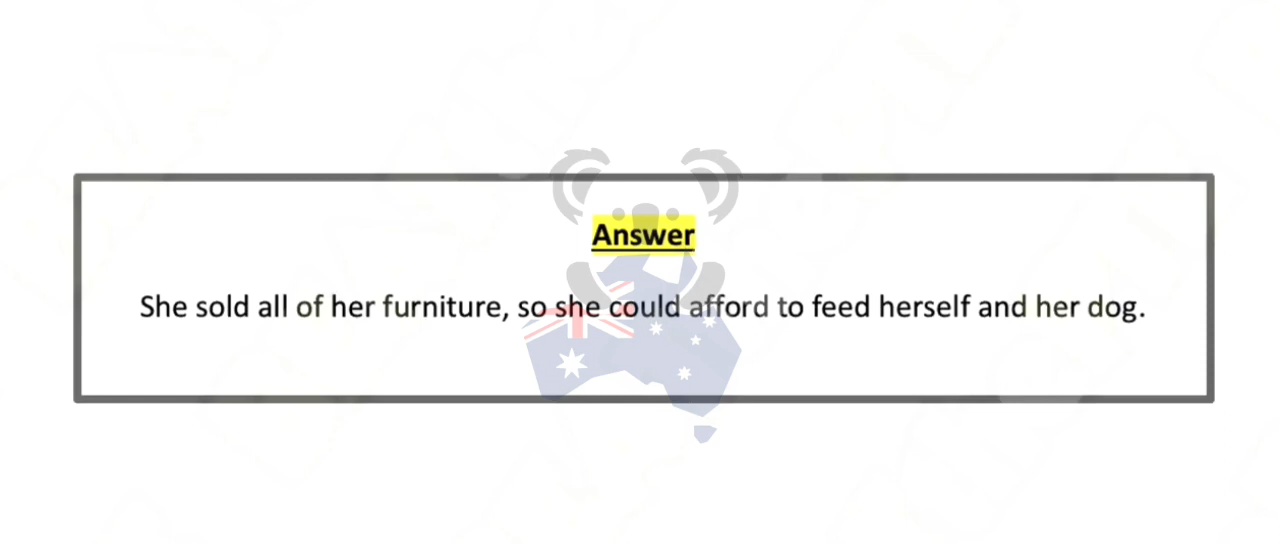 Answer
She sold all of her furniture, so she could afford to feed herself and her dog.